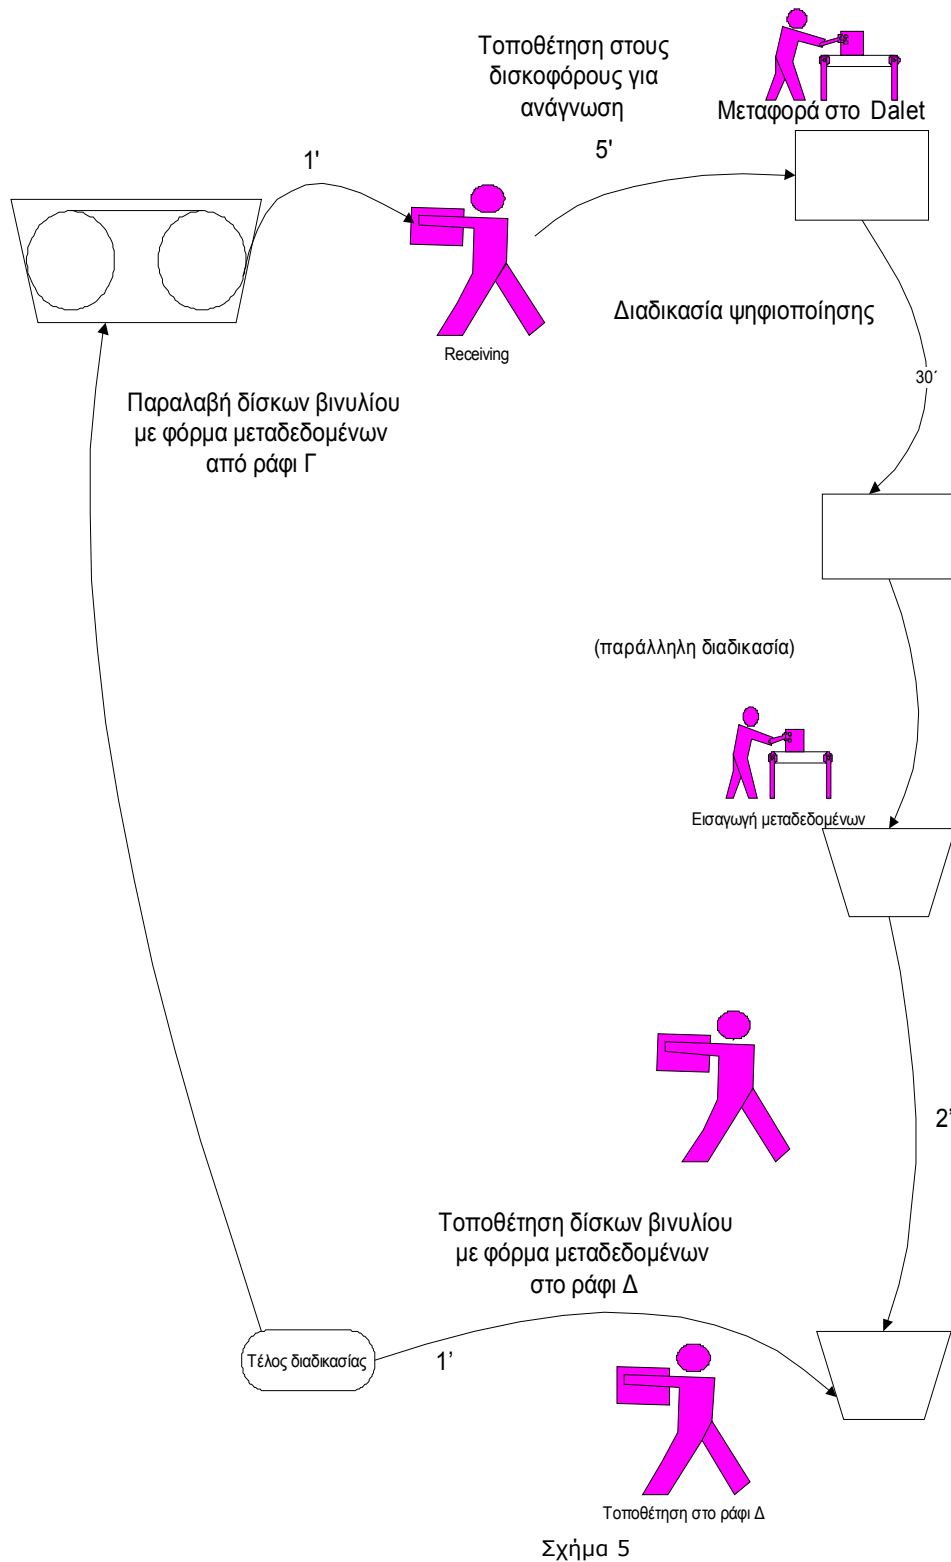 Τοποθέτηση στους
δισκοφόρους για
ανάγνωση
Μεταφορά στο Dalet
1'
5'
Receiving
Διαδικασία ψηφιοποίησης
30΄
Παραλαβή δίσκων βινυλίου
με φόρμα μεταδεδομένων
από ράφι Γ
(παράλληλη διαδικασία)
Εισαγωγή μεταδεδομένων
2’
Τοποθέτηση δίσκων βινυλίου
με φόρμα μεταδεδομένων
στο ράφι Δ
Τέλος διαδικασίας
1’
Τοποθέτηση στο ράφι Δ
Σχήμα 5